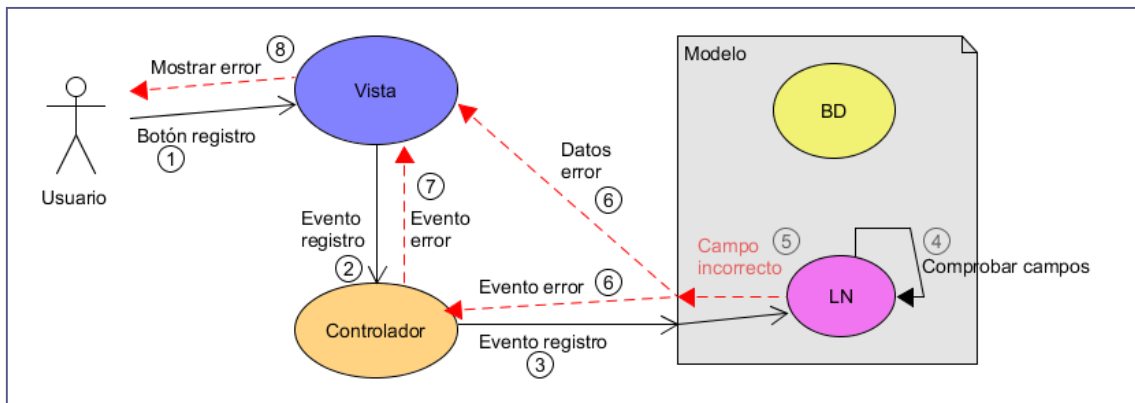 8
Mostrar error
Vista
Modelo
BD
Botón registro
1
Usuario
Datos
error
6
7
Evento
registro
2
Evento
error
Campo
incorrecto
5
4
Comprobar campos
LN
Evento error
6
Controlador
Evento registro
3